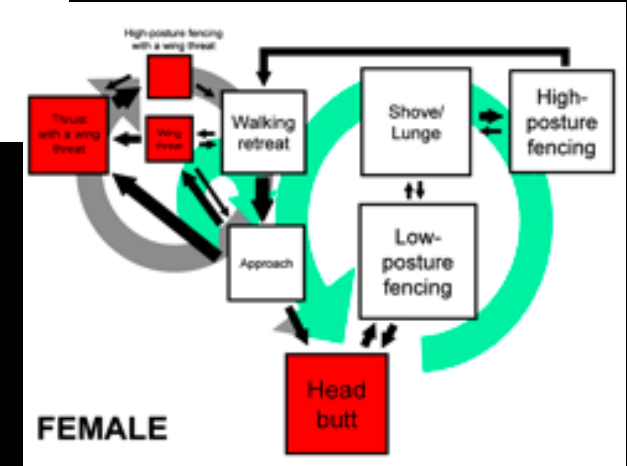 High-posture fencing
with a wing threat
Thrust
with a wing
threat
Wing
threat
Walking
retreat
Shove/
Lunge
High-
posture
fencing
Approach
Low-
posture
fencing
Head
butt
FEMALE